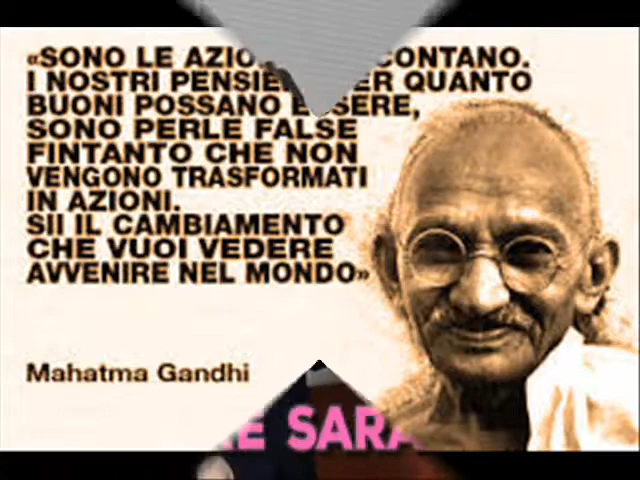 «SONO LE AZIO CONTANO.
I NOSTRI PENSIE ER QUANTO
BUONI POSSANO ESSERE,
SONO PERLE FALSE
FINTANTO CHE NON
VENGONO TRASFORMATI
IN AZIONI.
SII IL CAMBIAMENTO
CHE VUOI VEDERE
AVVENIRE NEL MONDO»
Mahatma Gandhi
E SARA